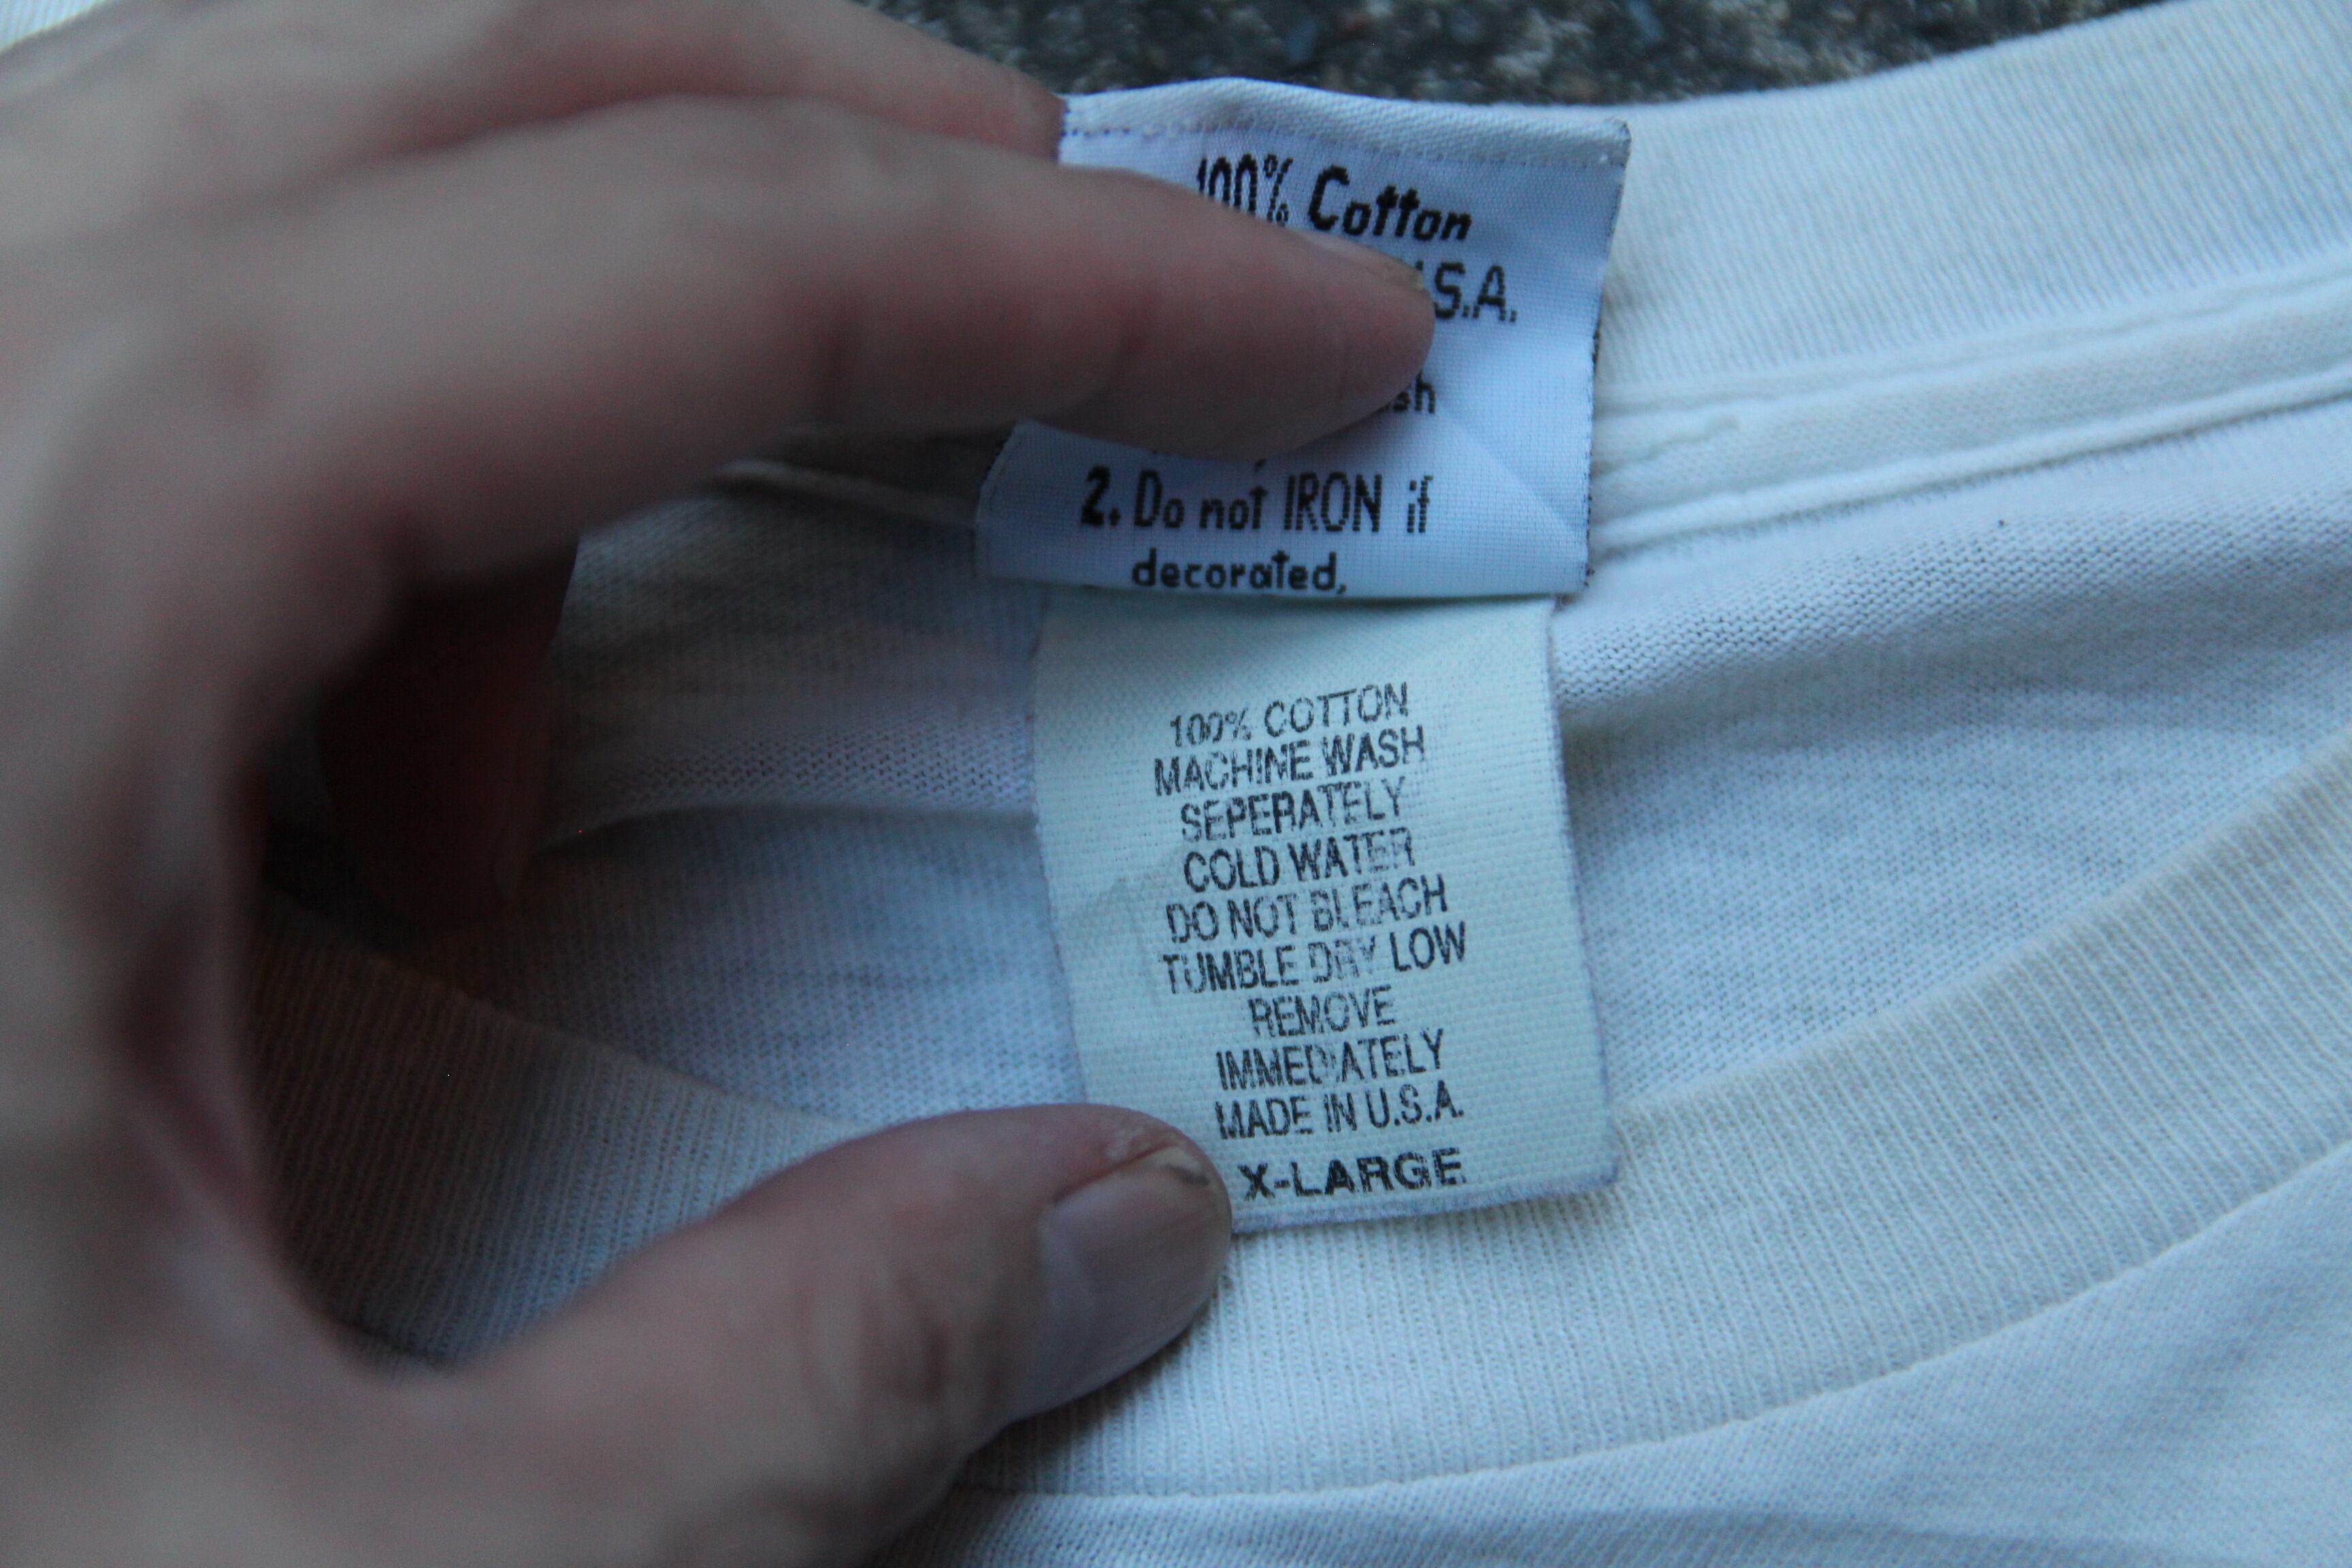 100% Cotton
S.A.
2. Do not IRON if
decorated,
100% COTTON
MACHINE WASH
SEPERATELY
COLD WATER
DO NOT BLEACH
TUMBLE DRY LOW
REMOVE
IMMEDIATELY
MADE IN U.S.A.
X-LARGE